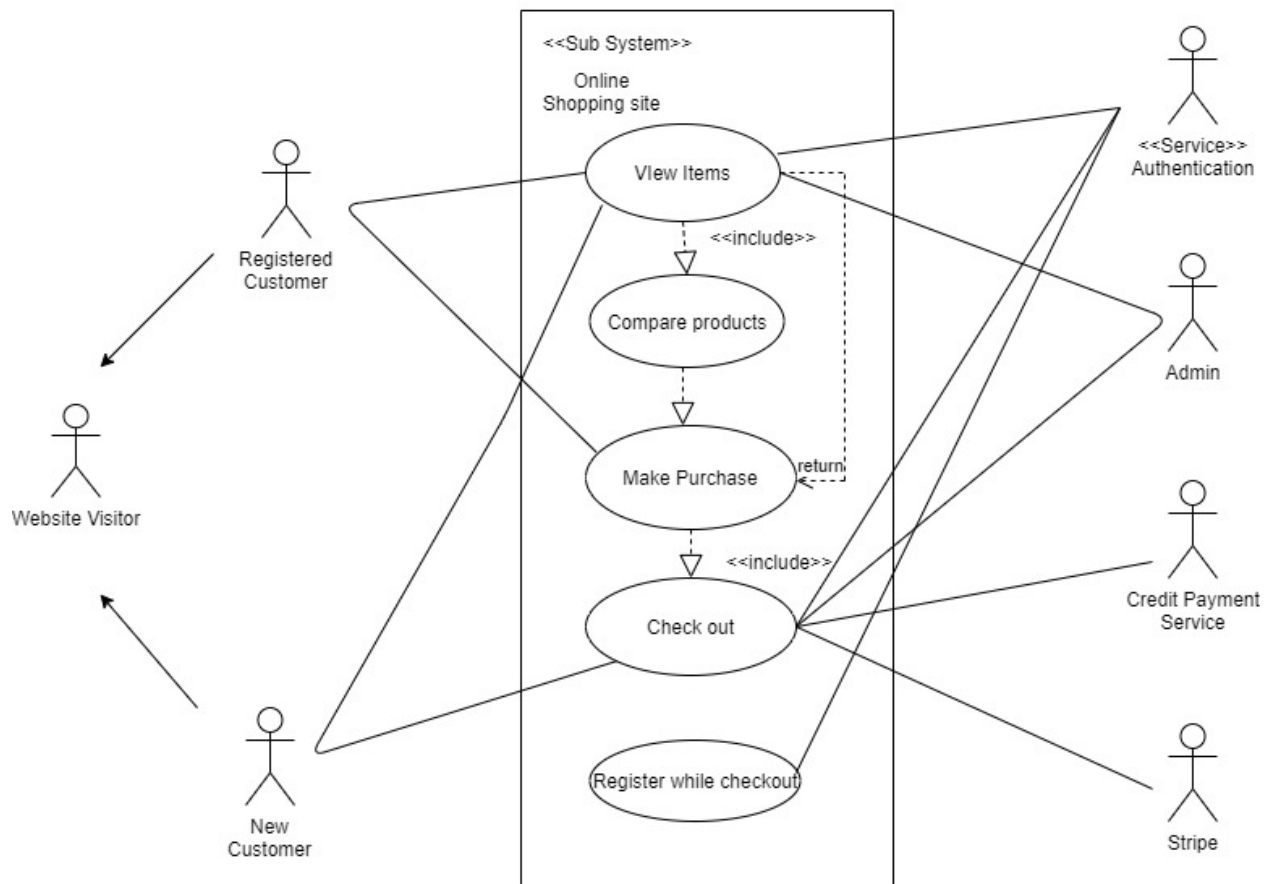 <<Sub System>>
Online
Shopping site
VIew Items
<<include>>
Compare products
Make Purchase
return
<<include>>
Check out
Register while checkout
Registered
Customer
Website Visitor
New
Customer
<<Service>>
Authentication
Admin
Credit Payment
Service
Stripe